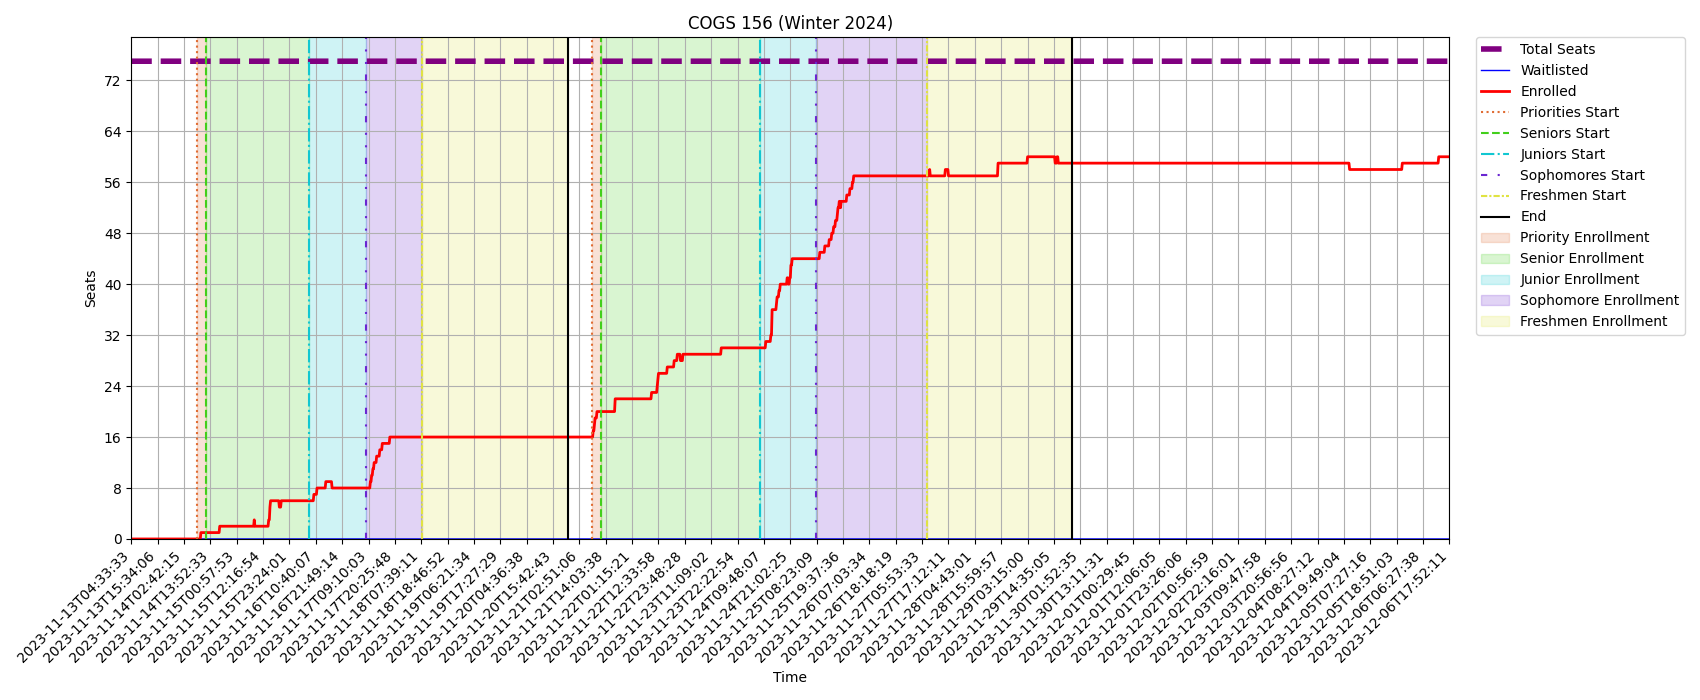 COGS 156 (Winter 2024)
Total Seats
Waitlisted
Enrolled
Priorities Start
Seniors Start
Juniors Start
Sophomores Start
Freshmen Start
End
Priority Enrollment
Senior Enrollment
Junior Enrollment
Sophomore Enrollment
Freshmen Enrollment
Seats
72
64
56
48
40
32
24
16
8
0
2023-11-13T04:33:33
2023-11-13T15:34:06
2023-11-14T02:42:15
2023-11-14T13:52:35
2023-11-15T00:57:53
2023-11-15T12:16:54
2023-11-15T23:24:01
2023-11-16T10:40:07
2023-11-16T21:49:14
2023-11-17T09:10:03
2023-11-17T20:25:48
2023-11-18T07:39:11
2023-11-18T18:46:52
2023-11-19T06:21:34
2023-11-19T17:27:29
2023-11-20T04:36:38
2023-11-20T15:42:43
2023-11-21T02:51:06
2023-11-21T14:03:38
2023-11-22T01:15:21
2023-11-22T12:33:58
2023-11-22T23:48:28
2023-11-23T11:09:02
2023-11-23T22:22:54
2023-11-24T09:48:07
2023-11-24T21:02:25
2023-11-25T08:23:09
2023-11-25T19:37:36
2023-11-26T07:03:34
2023-11-26T18:18:19
2023-11-27T05:53:33
2023-11-27T17:12:11
2023-11-28T04:43:01
2023-11-28T15:59:57
2023-11-29T03:15:00
2023-11-29T14:35:05
2023-11-30T01:52:35
2023-11-30T13:11:31
2023-12-01T00:29:45
2023-12-01T12:06:05
2023-12-01T23:26:06
2023-12-02T10:56:59
2023-12-02T22:16:01
2023-12-03T09:47:58
2023-12-03T20:56:56
2023-12-04T08:27:12
2023-12-04T19:49:04
2023-12-05T07:27:16
2023-12-05T18:51:03
2023-12-06T06:27:38
2023-12-06T17:52:11
Time